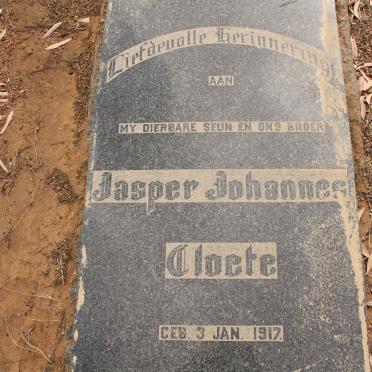 Liefdevolle Herinnering
AAN
MY DIERBARE SEUN EN ONS BROER
Jasper Johannes
Cloete
GEB. 3 JAN. 1917.